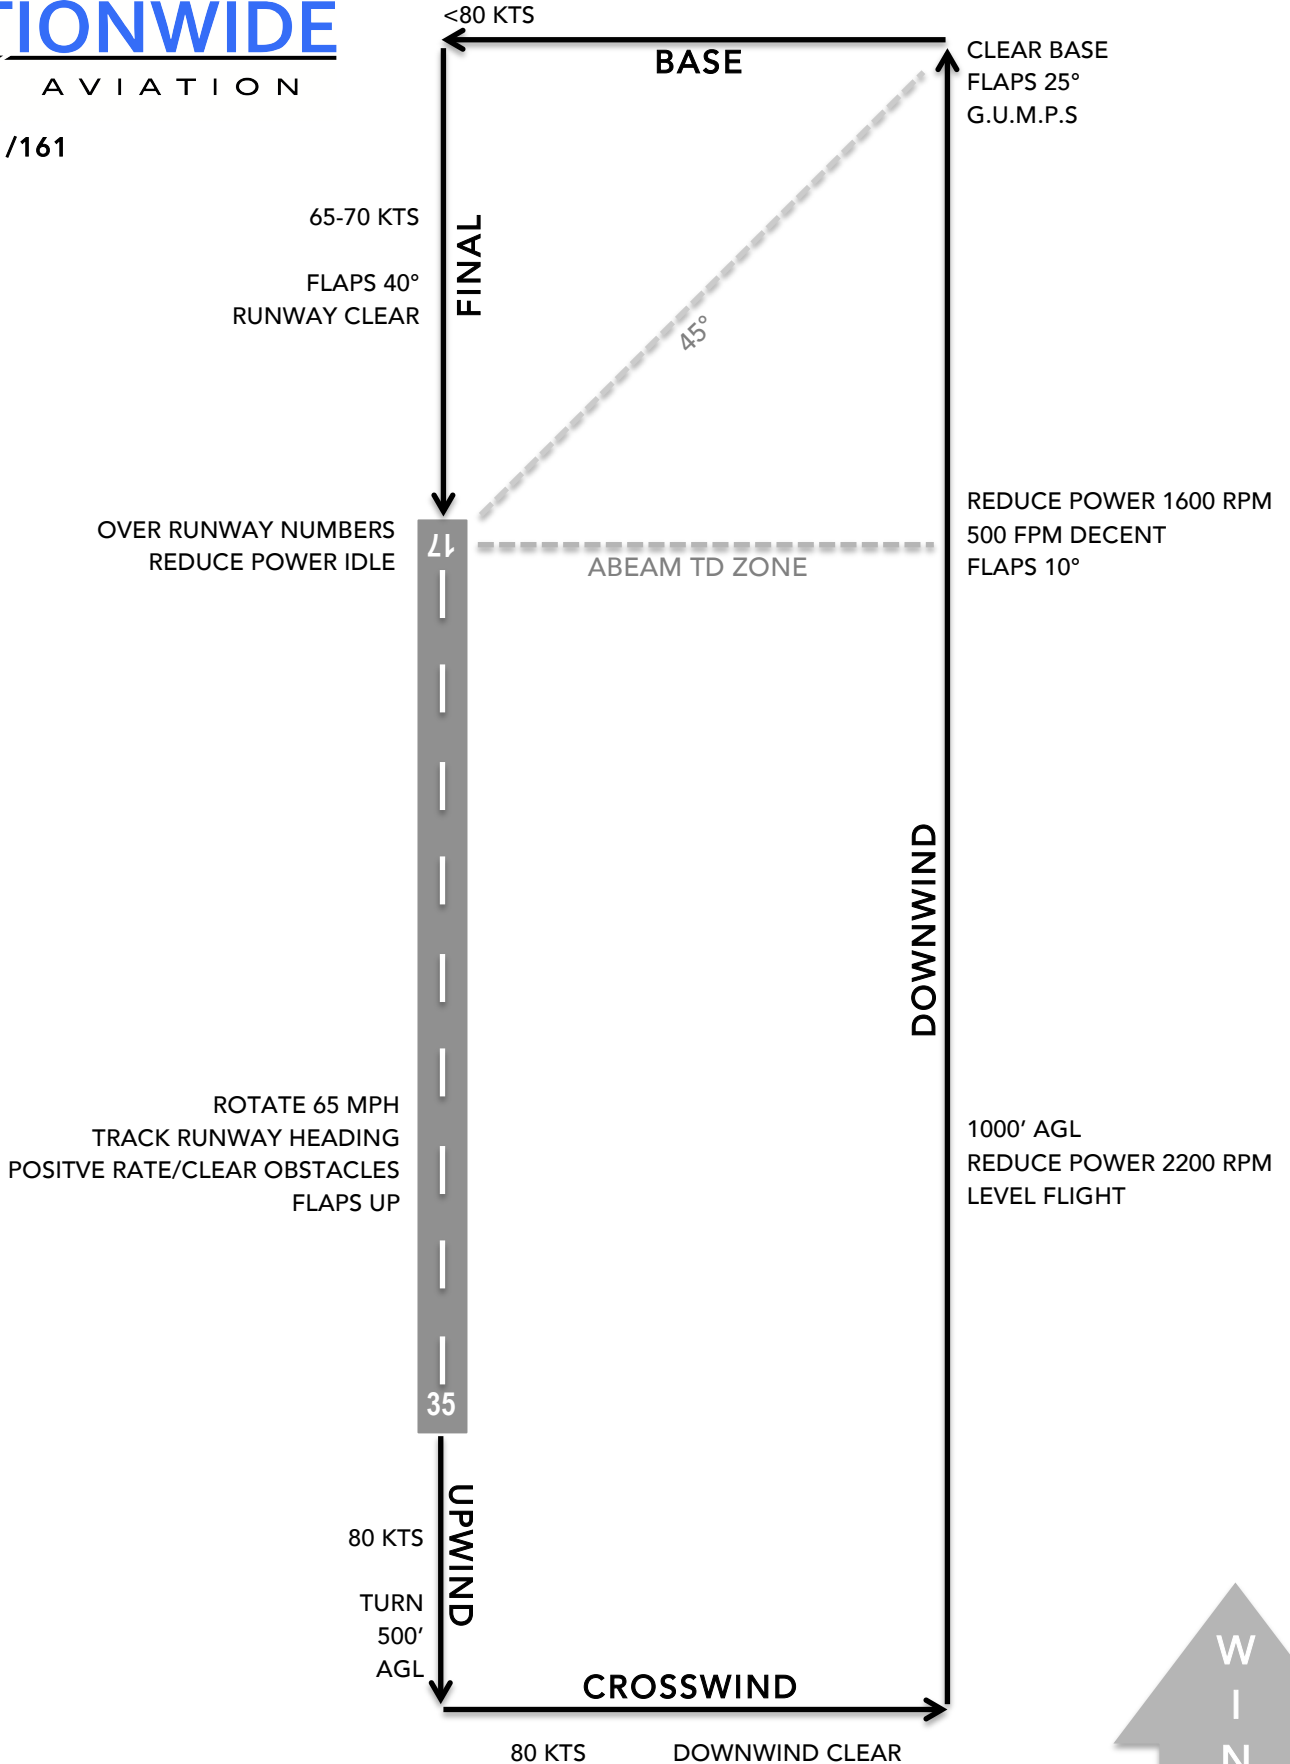 TIONWIDE
AVIATION
/161
<80 KTS
BASE
CLEAR BASE
FLAPS 25°
G.U.M.P.S
65-70 KTS
FLAPS 40°
RUNWAY CLEAR
FINAL
45°
OVER RUNWAY NUMBERS
REDUCE POWER IDLE
17
ABEAM TD ZONE
REDUCE POWER 1600 RPM
500 FPM DECENT
FLAPS 10°
DOWNWIND
ROTATE 65 MPH
TRACK RUNWAY HEADING
POSITVE RATE/CLEAR OBSTACLES
FLAPS UP
1000’ AGL
REDUCE POWER 2200 RPM
LEVEL FLIGHT
35
UPWIND
80 KTS
TURN
500’
AGL
CROSSWIND
80 KTS
DOWNWIND CLEAR
W
I
N